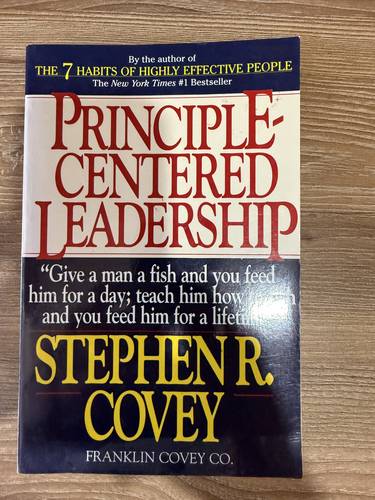 By the author of
THE 7 HABITS OF HIGHLY EFFECTIVE PEOPLE
The New York Times #1 Bestseller
PRINCIPLE-
CENTERED
LEADERSHIP
“Give a man a fish and you feed
him for a day; teach him how
and you feed him for a
STEPHEN R.
COVEY
FRANKLIN COVEY CO.